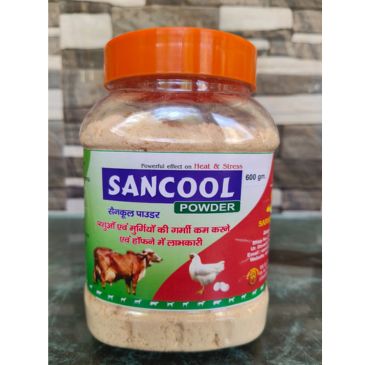 Powerful effect on Heat & Stress
600 gm.
SANCOOL
POWDER
सैनकूल पाउडर
पशुओं एवं मुर्गियों की गर्मी कम करने
एवं हाँफने में लाभकारी